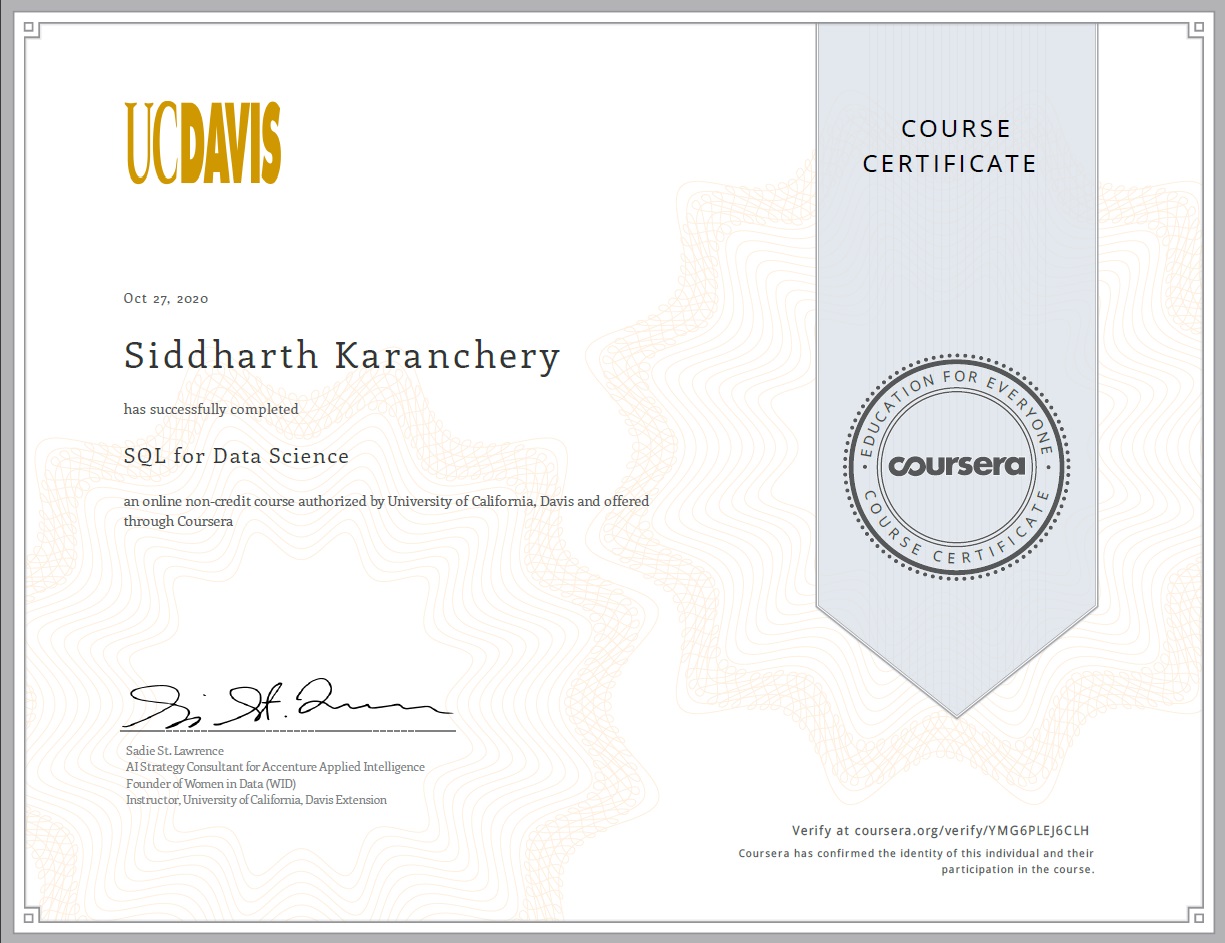 UCDAVIS
COURSE
CERTIFICATE
Oct 27, 2020
Siddharth Karanchery
has successfully completed
SQL for Data Science
an online non-credit course authorized by University of California, Davis and offered
through Coursera
EDUCATION FOR EVERYONE
coursera
COURSE CERTIFICATE
Sadie St. Lawrence
AI Strategy Consultant for Accenture Applied Intelligence
Founder of Women in Data (WID)
Instructor, University of California, Davis Extension
Verify at coursera.org/verify/YMG6PLEJ6CLH
Coursera has confirmed the identity of this individual and their
participation in the course.